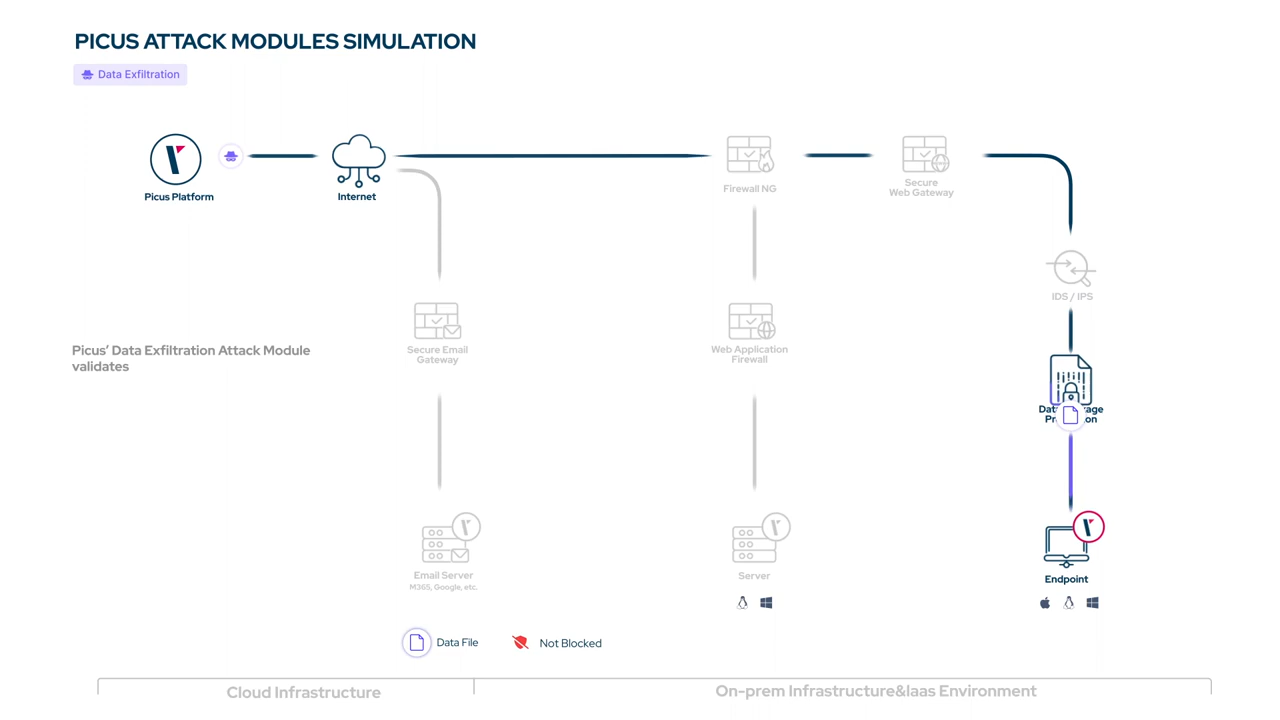 PICUS ATTACK MODULES SIMULATION
Data Exfiltration
Picus Platform
Internet
Firewall NG
Secure
Web Gateway
IDS / IPS
Secure Email
Gateway
Web Application
Firewall
Picus’ Data Exfiltration Attack Module
validates
Email Server
M365, Google, etc.
Server
Endpoint
Data File
Not Blocked
Cloud Infrastructure
On-prem Infrastructure&Iaas Environment